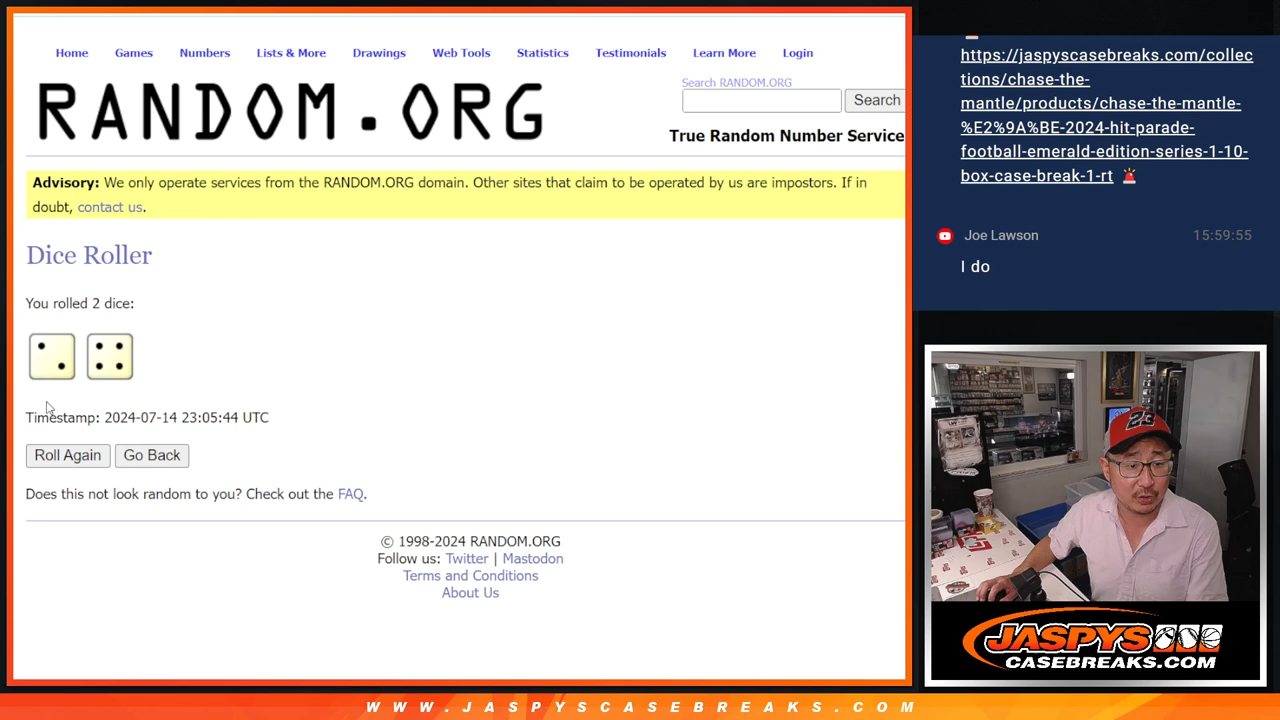 Home Games Numbers Lists & More Drawings Web Tools Statistics Testimonials Learn More Login
RANDOM.ORG
Search RANDOM.ORG
Search
True Random Number Service
Advisory: We only operate services from the RANDOM.ORG domain. Other sites that claim to be operated by us are impostors. If in
doubt, contact us.
Dice Roller
You rolled 2 dice:
Timestamp: 2024-07-14 23:05:44 UTC
Roll Again Go Back
Does this not look random to you? Check out the FAQ.
© 1998-2024 RANDOM.ORG
Follow us: Twitter | Mastodon
Terms and Conditions
About Us
https://jaspyscasebreaks.com/collec
tions/chase-the-
mantle/products/chase-the-mantle-
%E2%9A%BE-2024-hit-parade-
football-emerald-edition-series-1-10-
box-case-break-1-rt 🚨
Joe Lawson 15:59:55
I do
23
JASPYS
CASEBREAKS.COM
WWW.JASPYSCASEBREAKS.COM